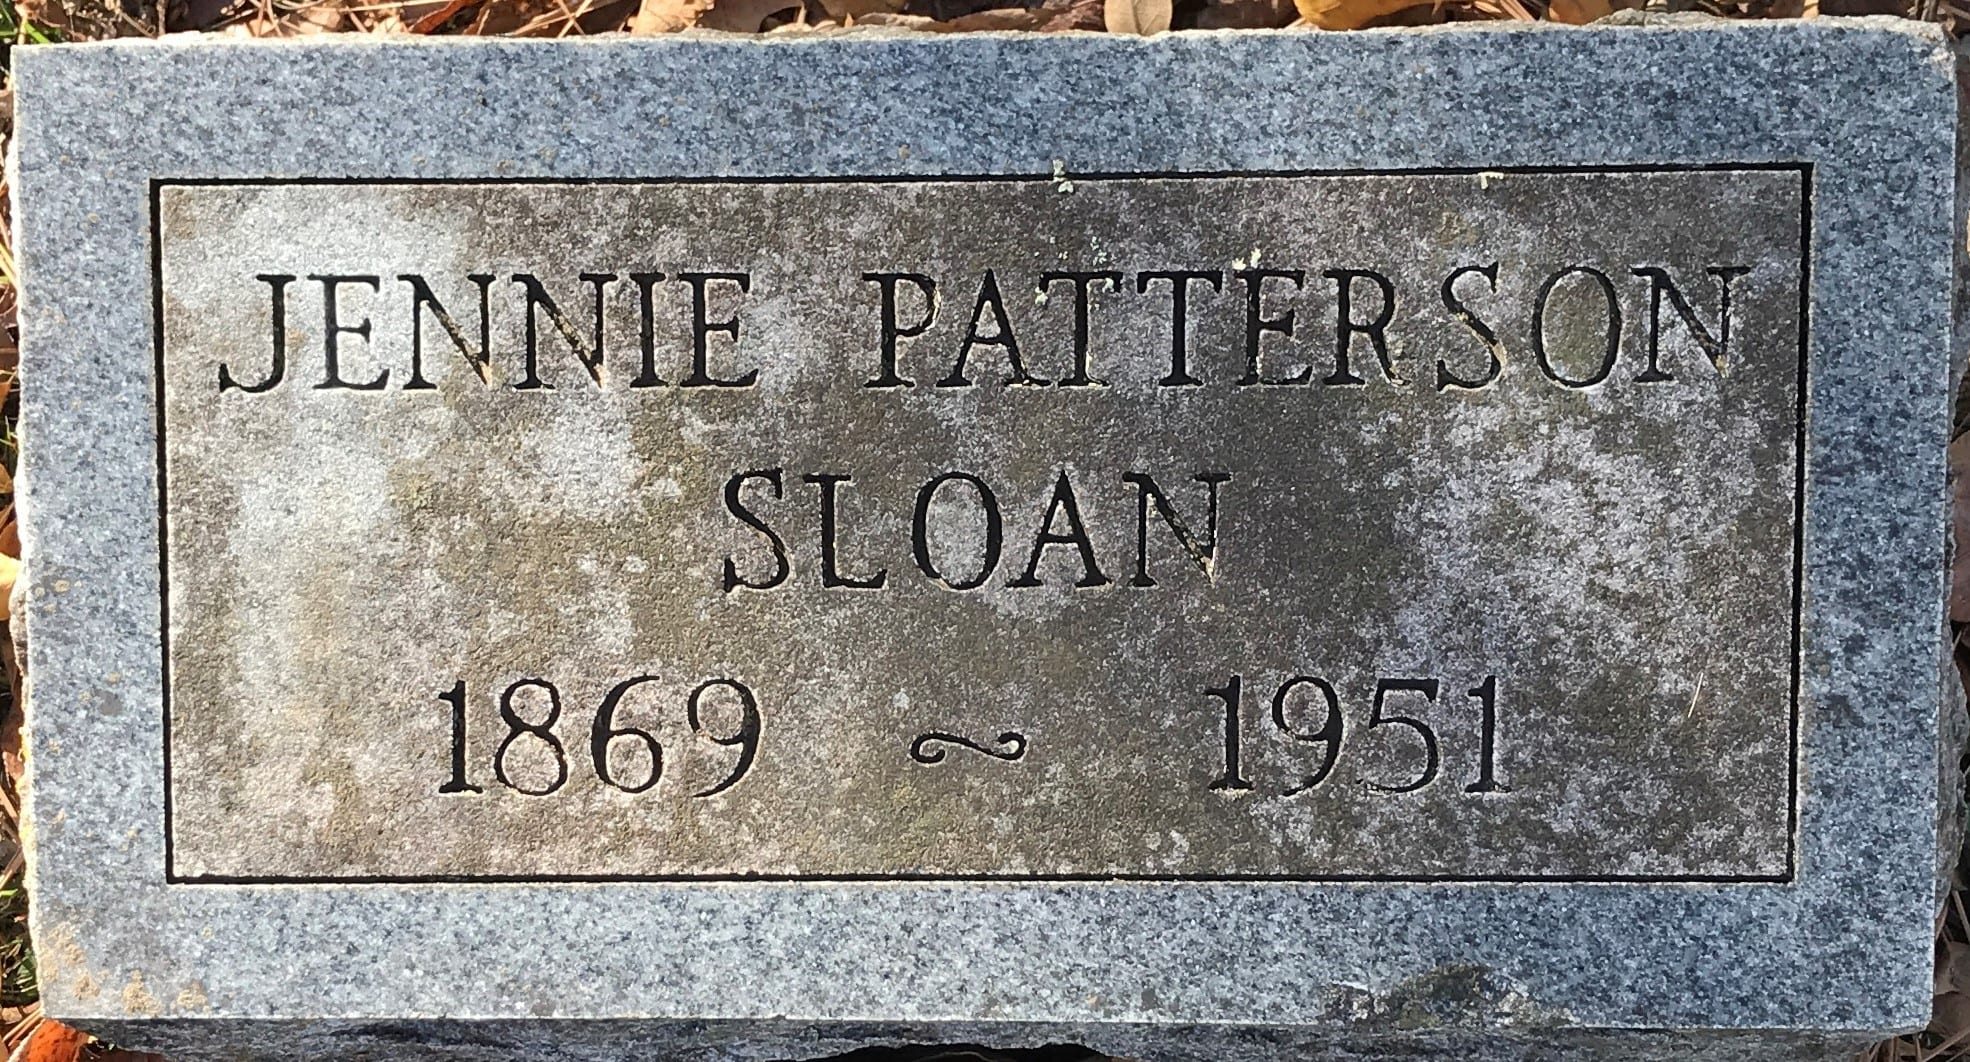 JENNIE PATTERSON
SLOAN
1869 ~ 1951